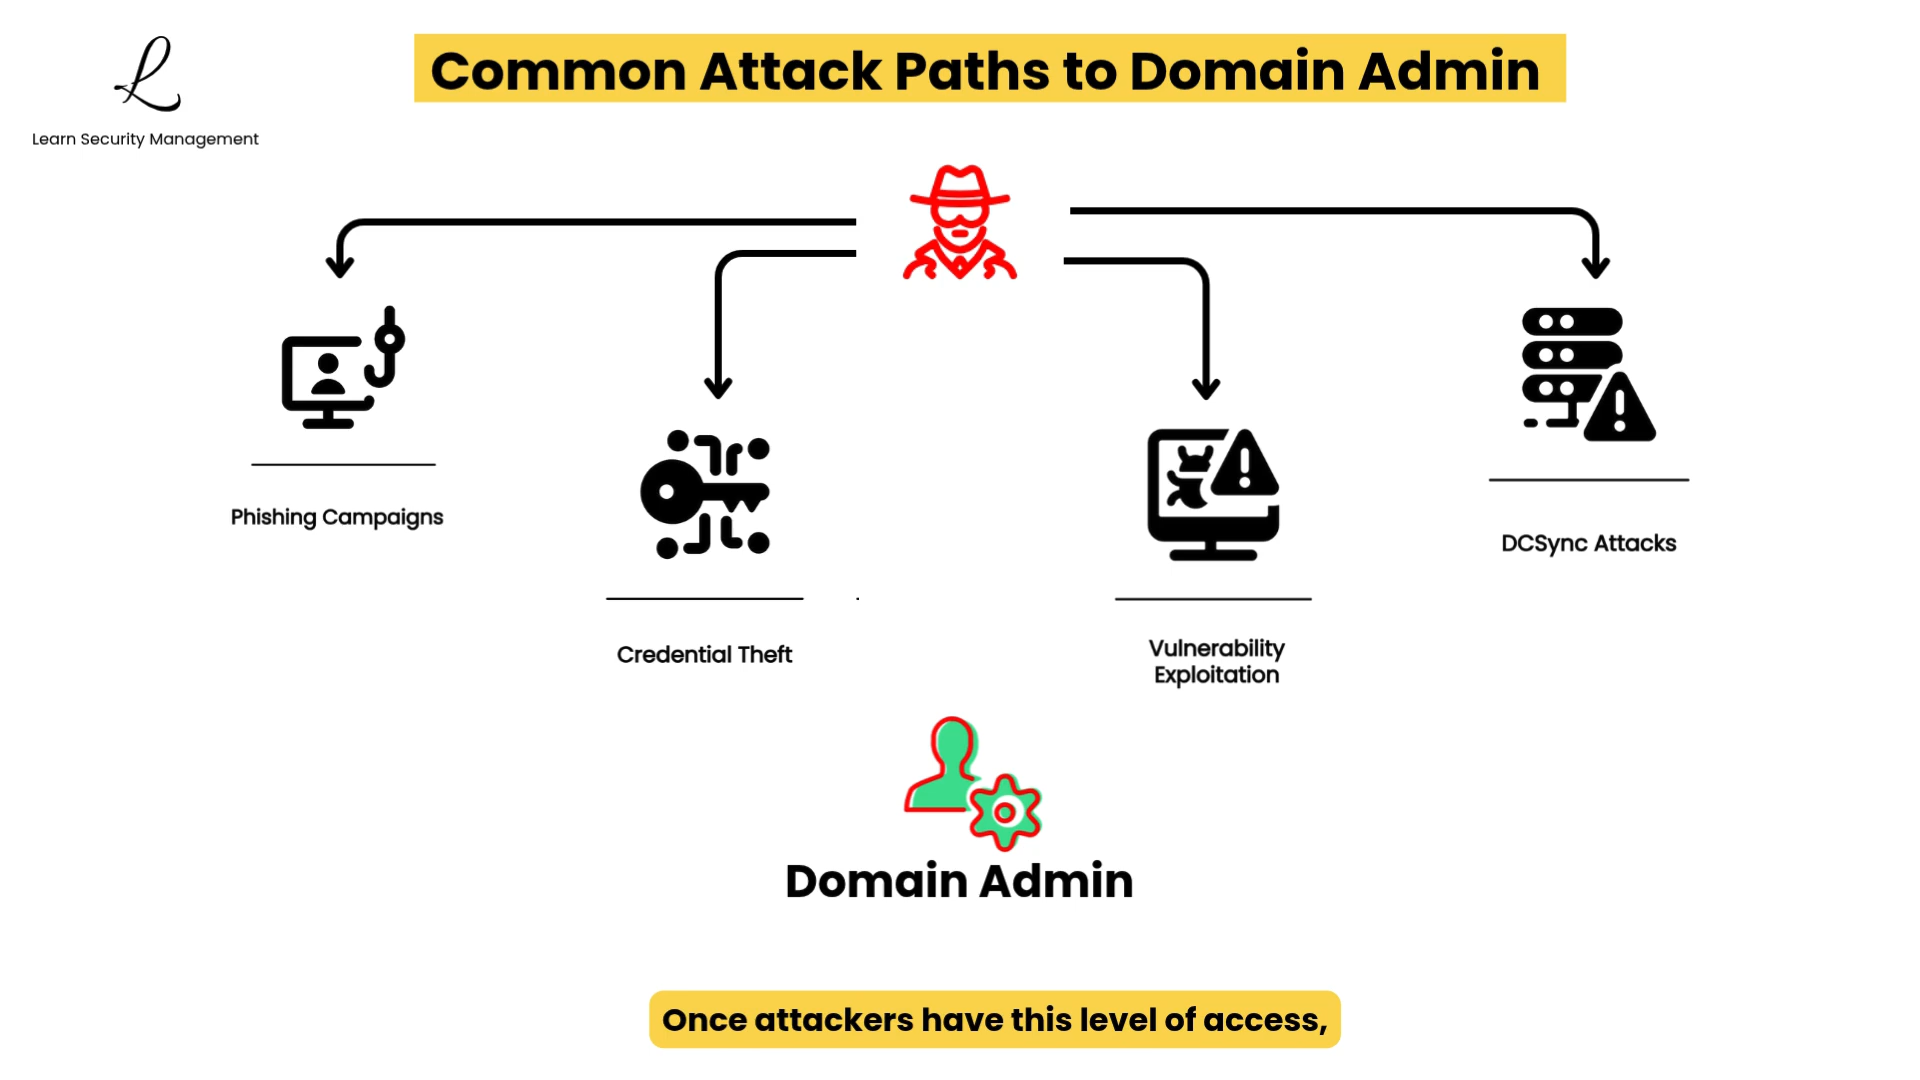 Common Attack Paths to Domain Admin
L
Learn Security Management
Phishing Campaigns
DCSync Attacks
Credential Theft
Vulnerability
Exploitation
Domain Admin
Once attackers have this level of access,